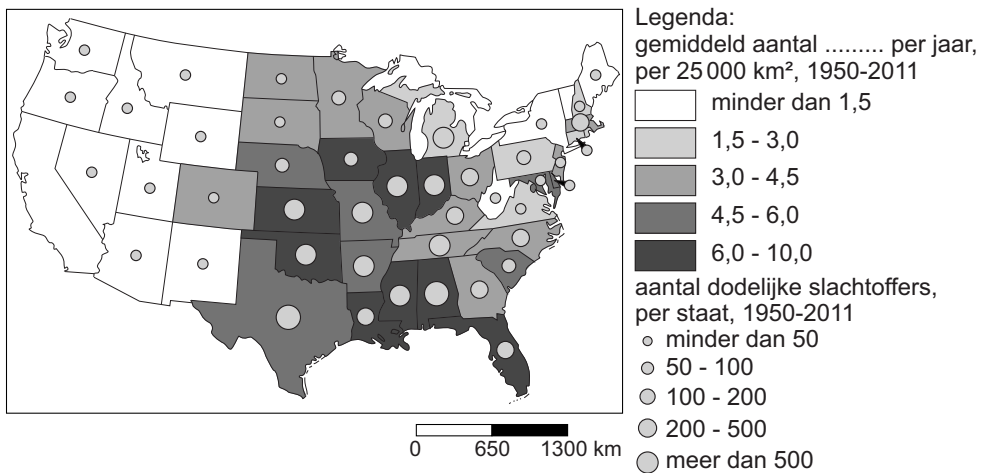 Legenda:
gemiddeld aantal ......... per jaar,
per 25 000 km², 1950-2011
minder dan 1,5
1,5 - 3,0
3,0 - 4,5
4,5 - 6,0
6,0 - 10,0
aantal dodelijke slachtoffers,
per staat, 1950-2011
minder dan 50
50 - 100
100 - 200
200 - 500
meer dan 500
0 650 1300 km